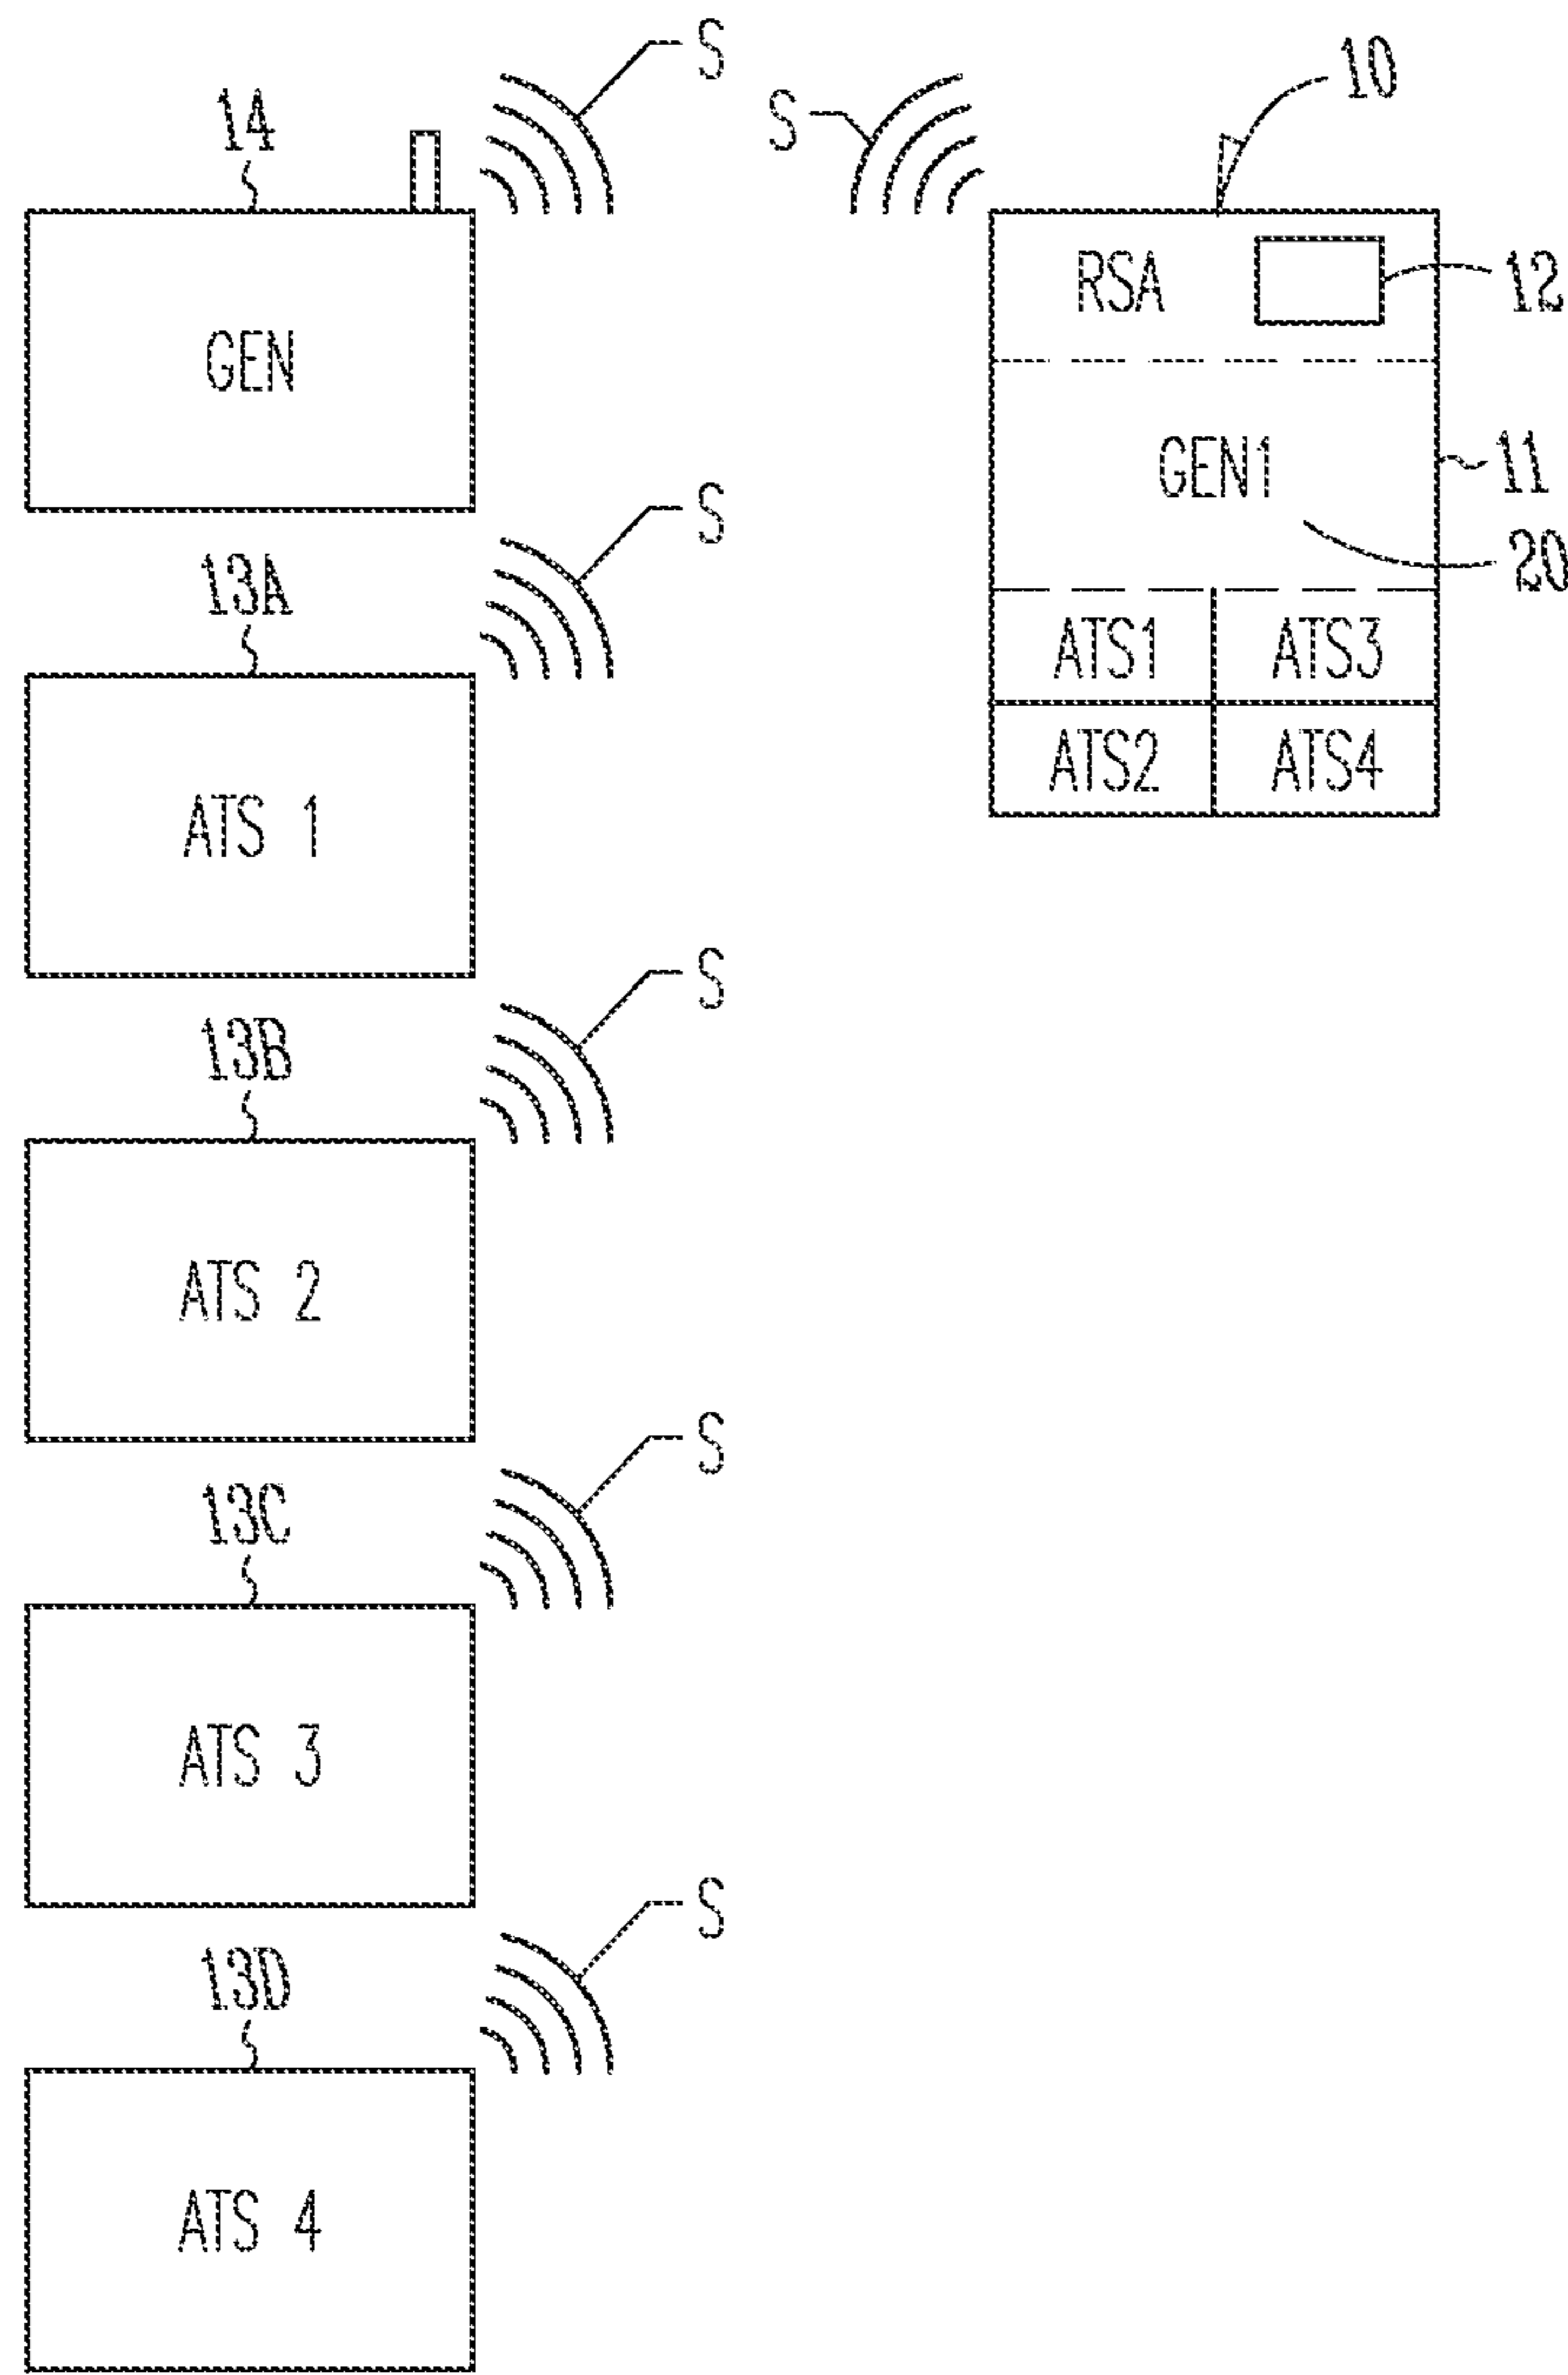 S
S
10
14
RSA
12
GEN
GEN1
11
S
20
13A
ATS1
ATS3
ATS2
ATS4
ATS 1
S
13B
ATS 2
S
13C
ATS 3
S
13D
ATS 4